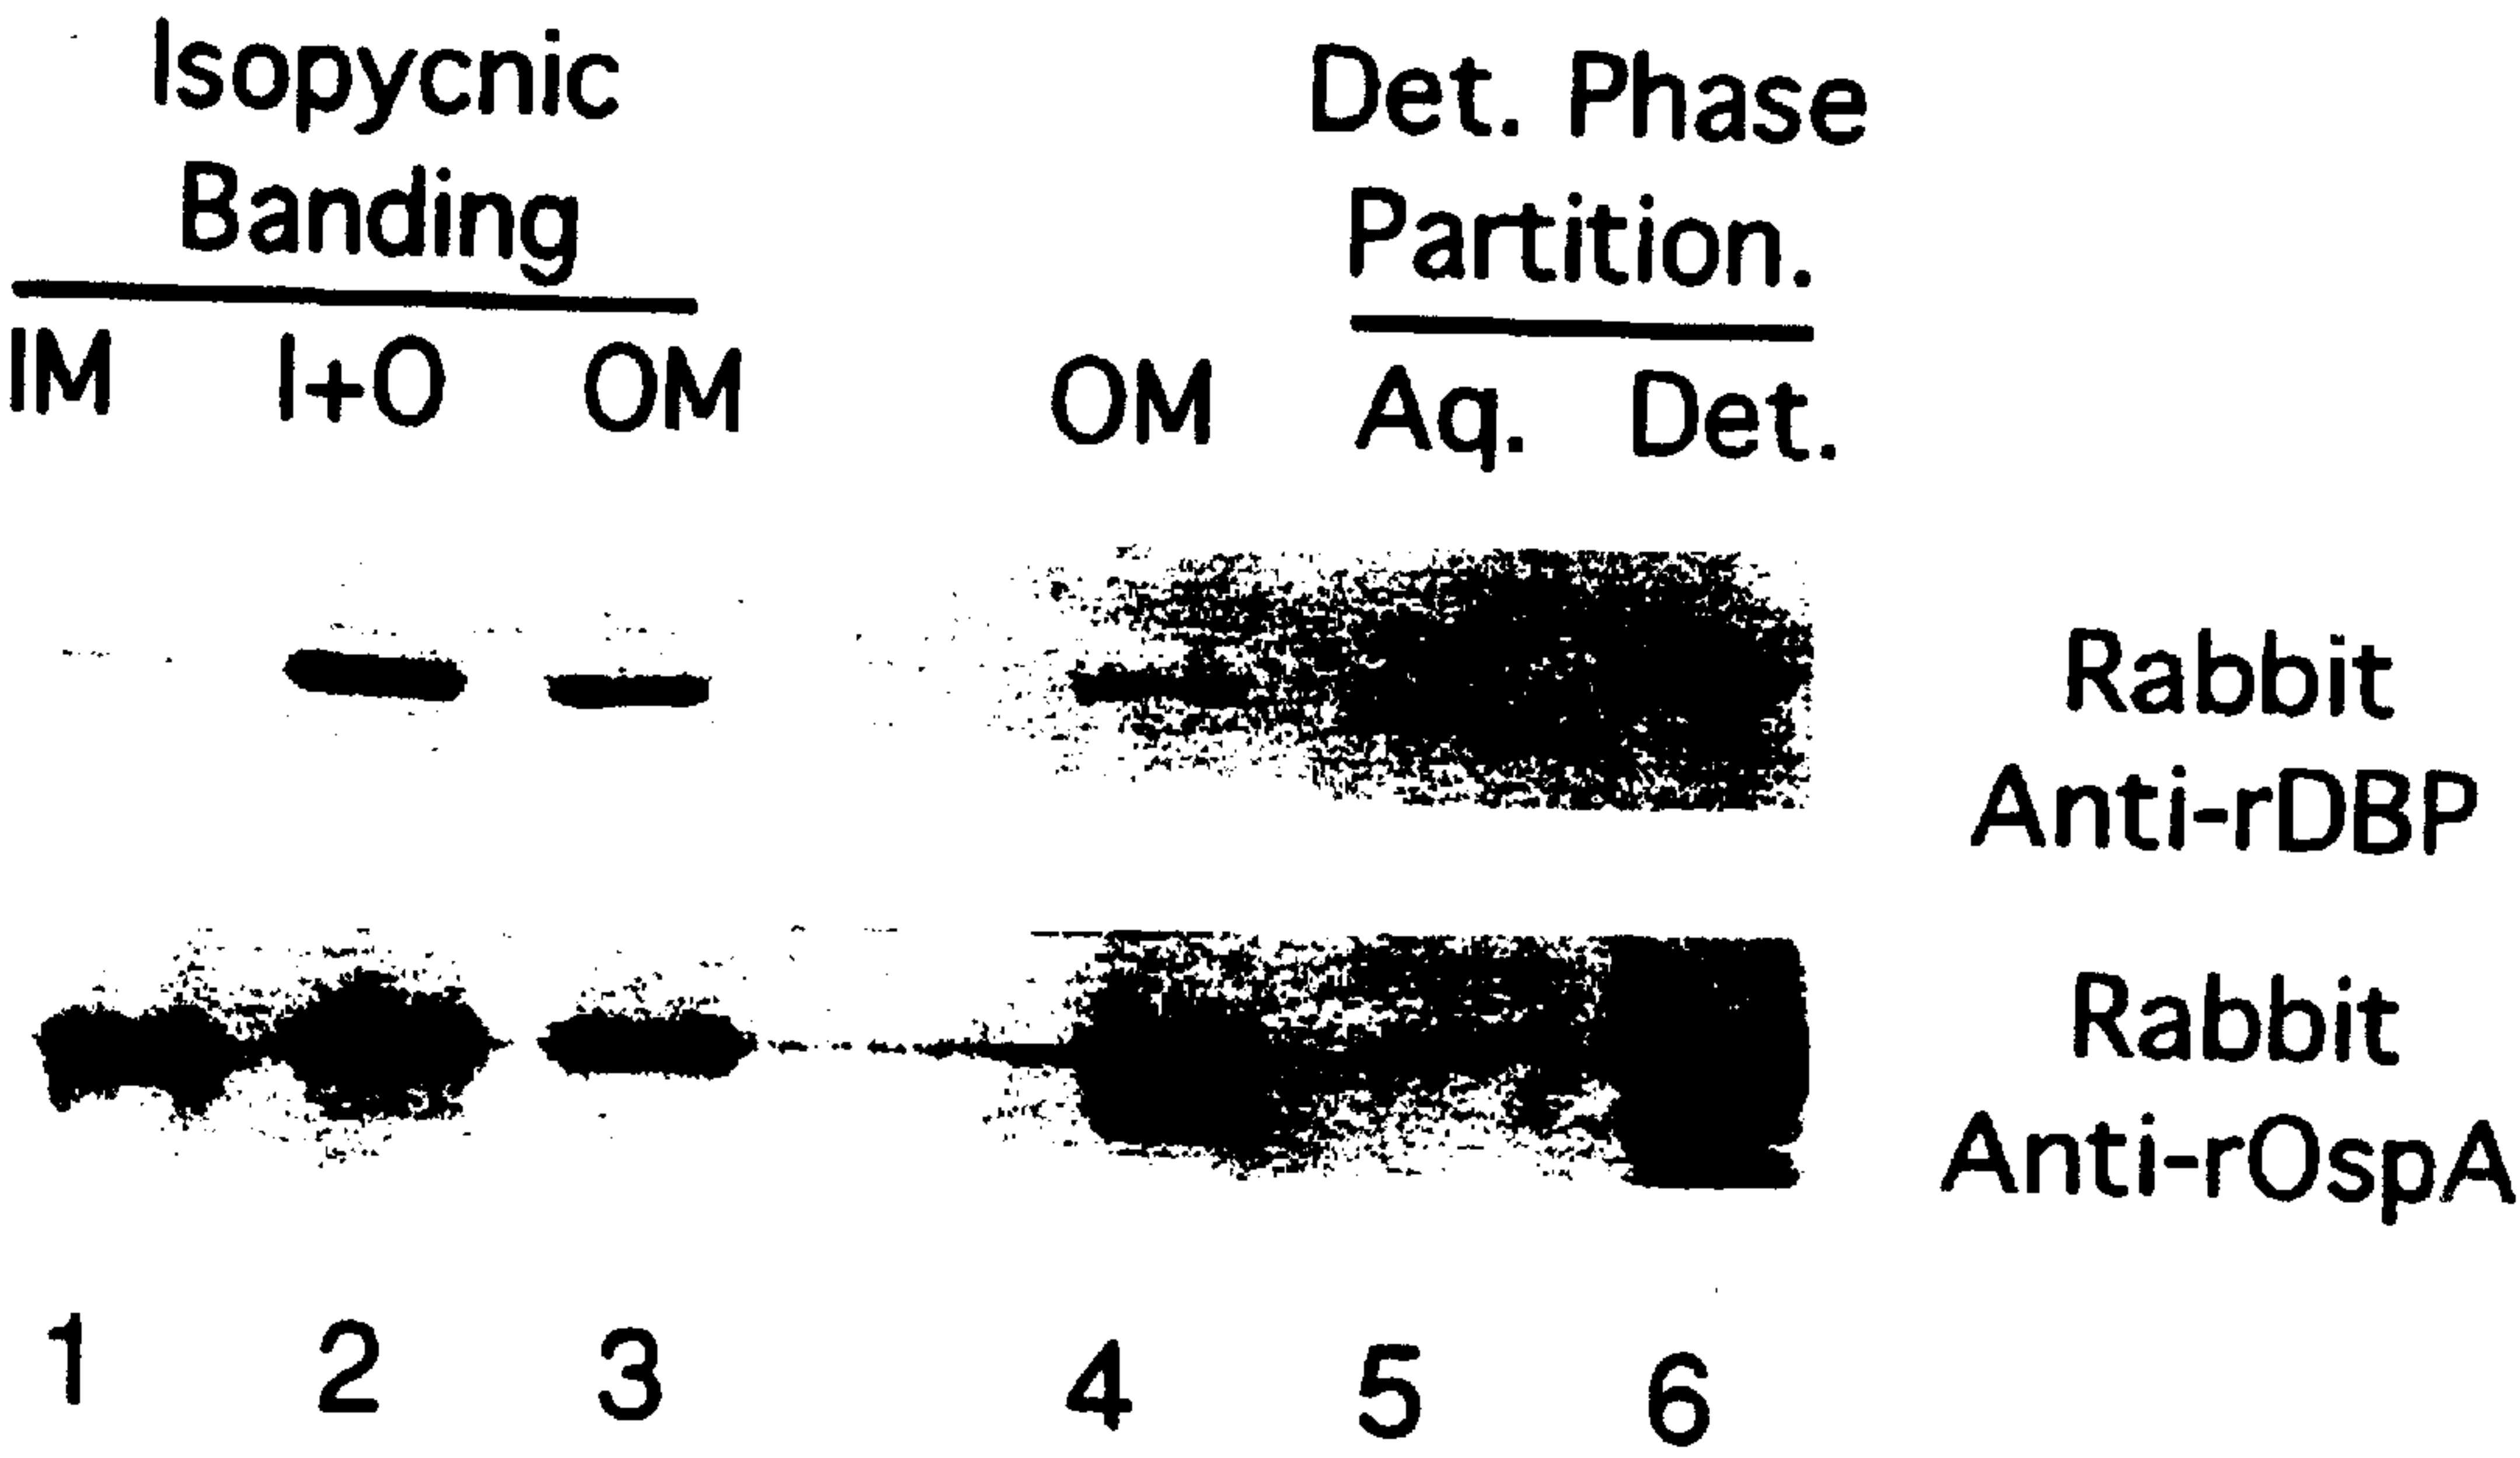 Isopycnic
Banding
Det. Phase
Partition.
IM I+O OM OM Aq. Det.
Rabbit
Anti-rDBP
Rabbit
Anti-rOspA
1 2 3 4 5 6